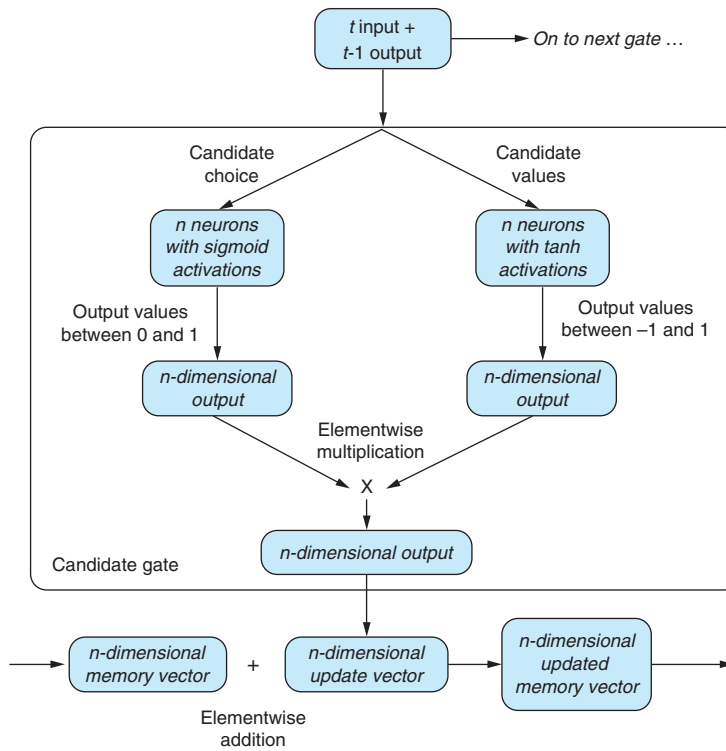 t input +
t-1 output
On to next gate …
Candidate
choice
Candidate
values
n neurons
with sigmoid
activations
n neurons
with tanh
activations
Output values
between 0 and 1
Output values
between –1 and 1
n-dimensional
output
n-dimensional
output
Elementwise
multiplication
X
n-dimensional output
Candidate gate
n-dimensional
memory vector
+
n-dimensional
update vector
n-dimensional
updated
memory vector
Elementwise
addition